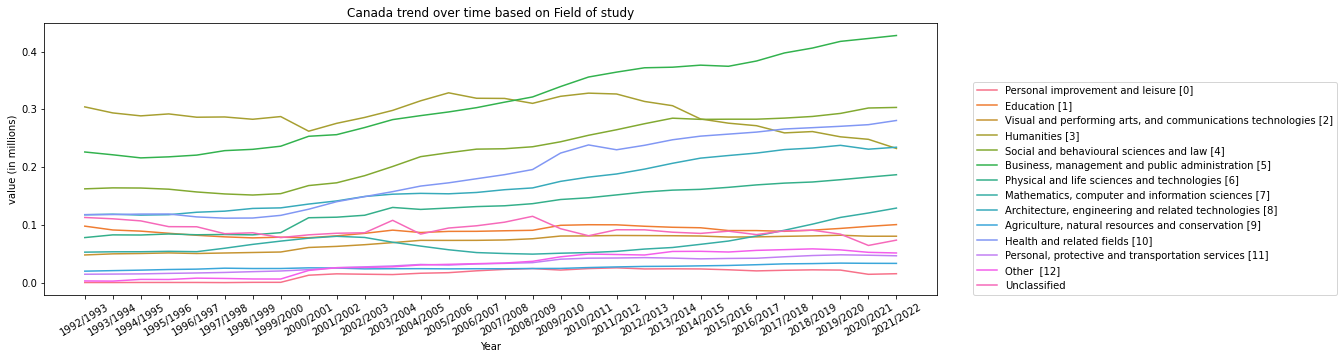 Canada trend over time based on Field of study
value (in millions)
0.4
0.3
0.2
0.1
0.0
1992/1993
1993/1994
1994/1995
1995/1996
1996/1997
1997/1998
1998/1999
1999/2000
2000/2001
2001/2002
2002/2003
2003/2004
2004/2005
2005/2006
2006/2007
2007/2008
2008/2009
2009/2010
2010/2011
2011/2012
2012/2013
2013/2014
2014/2015
2015/2016
2016/2017
2017/2018
2018/2019
2019/2020
2020/2021
2021/2022
Year
Personal improvement and leisure [0]
Education [1]
Visual and performing arts, and communications technologies [2]
Humanities [3]
Social and behavioural sciences and law [4]
Business, management and public administration [5]
Physical and life sciences and technologies [6]
Mathematics, computer and information sciences [7]
Architecture, engineering and related technologies [8]
Agriculture, natural resources and conservation [9]
Health and related fields [10]
Personal, protective and transportation services [11]
Other [12]
Unclassified